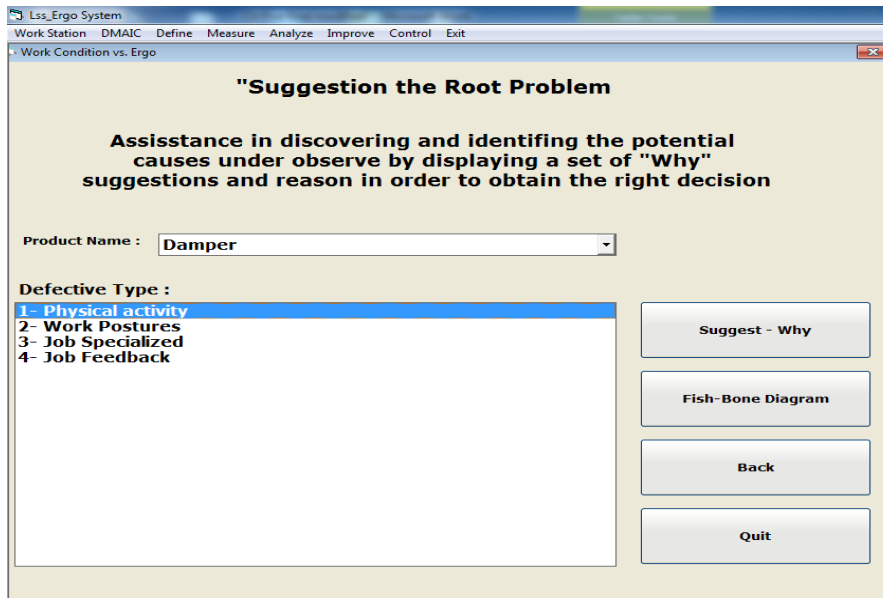 Lss_Ergo System
Work Station DMAIC Define Measure Analyze Improve Control Exit
Work Condition vs. Ergo
"Suggestion the Root Problem
Assisstance in discovering and identifing the potential
causes under observe by displaying a set of "Why"
suggestions and reason in order to obtain the right decision
Product Name : Damper
Defective Type :
1- Physical activity
2- Work Postures
3- Job Specialized
4- Job Feedback
Suggest - Why
Fish-Bone Diagram
Back
Quit